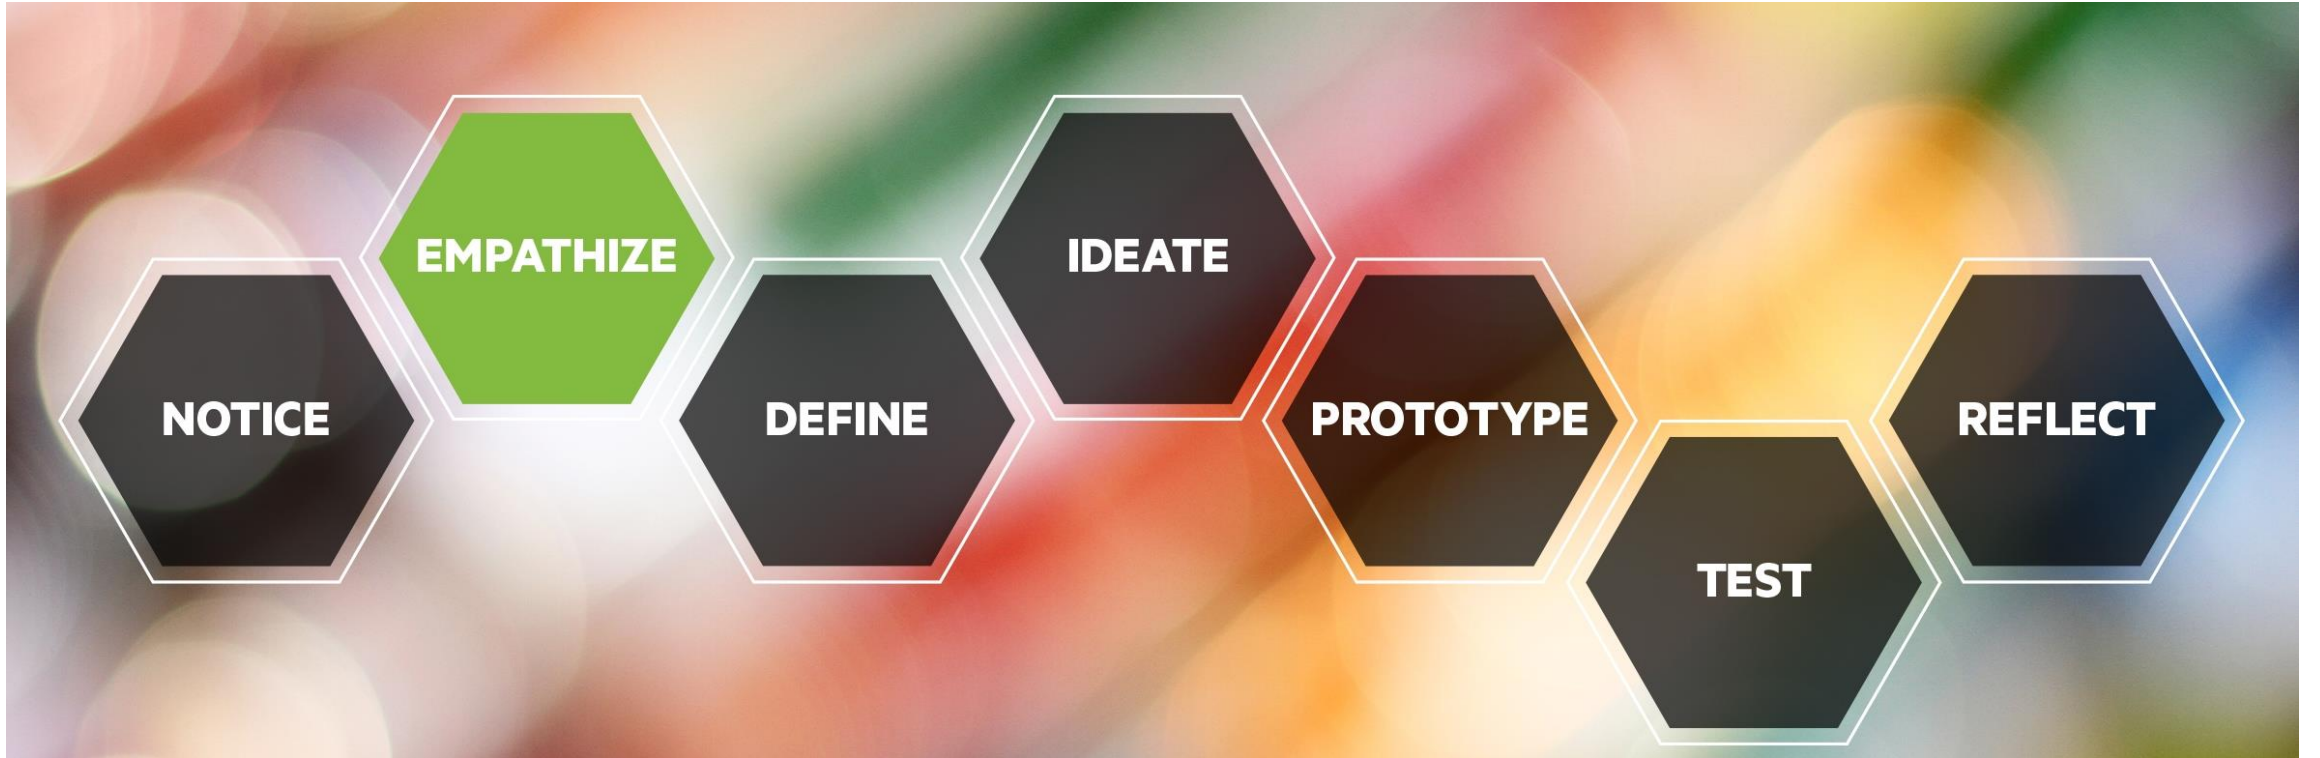 NOTICE
EMPATHIZE
DEFINE
IDEATE
PROTOTYPE
TEST
REFLECT